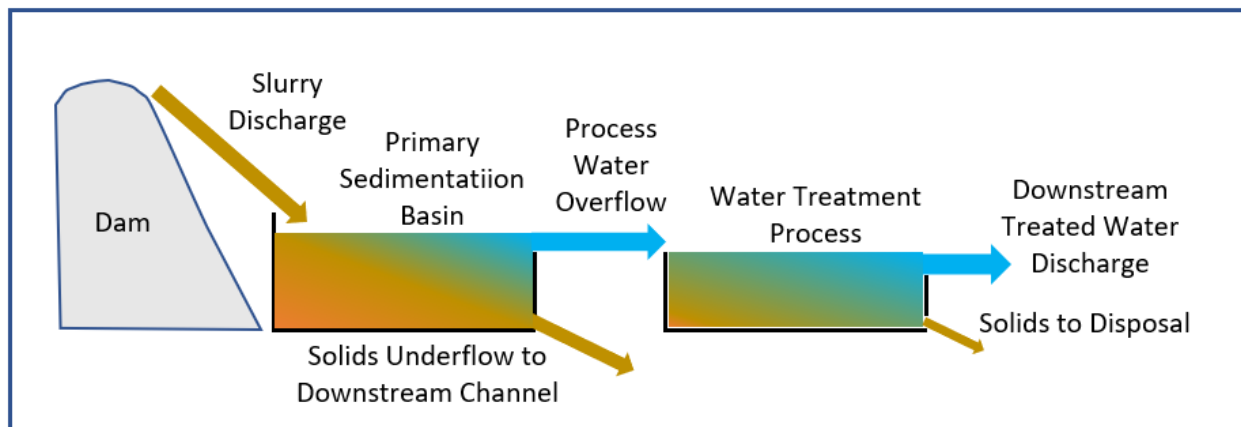 Slurry
Discharge
Dam
Primary
Sedimentatiion
Basin
Solids Underflow to
Downstream Channel
Process
Water
Overflow
Water Treatment
Process
Downstream
Treated Water
Discharge
Solids to Disposal